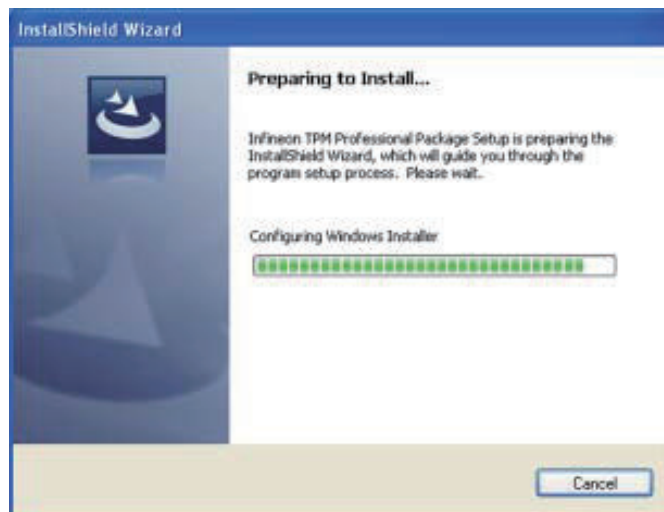 InstallShield Wizard
Preparing to Install...
Infineon TPM Professional Package Setup is preparing the
InstallShield Wizard, which will guide you through the
program setup process. Please wait.
Configuring Windows Installer
Cancel